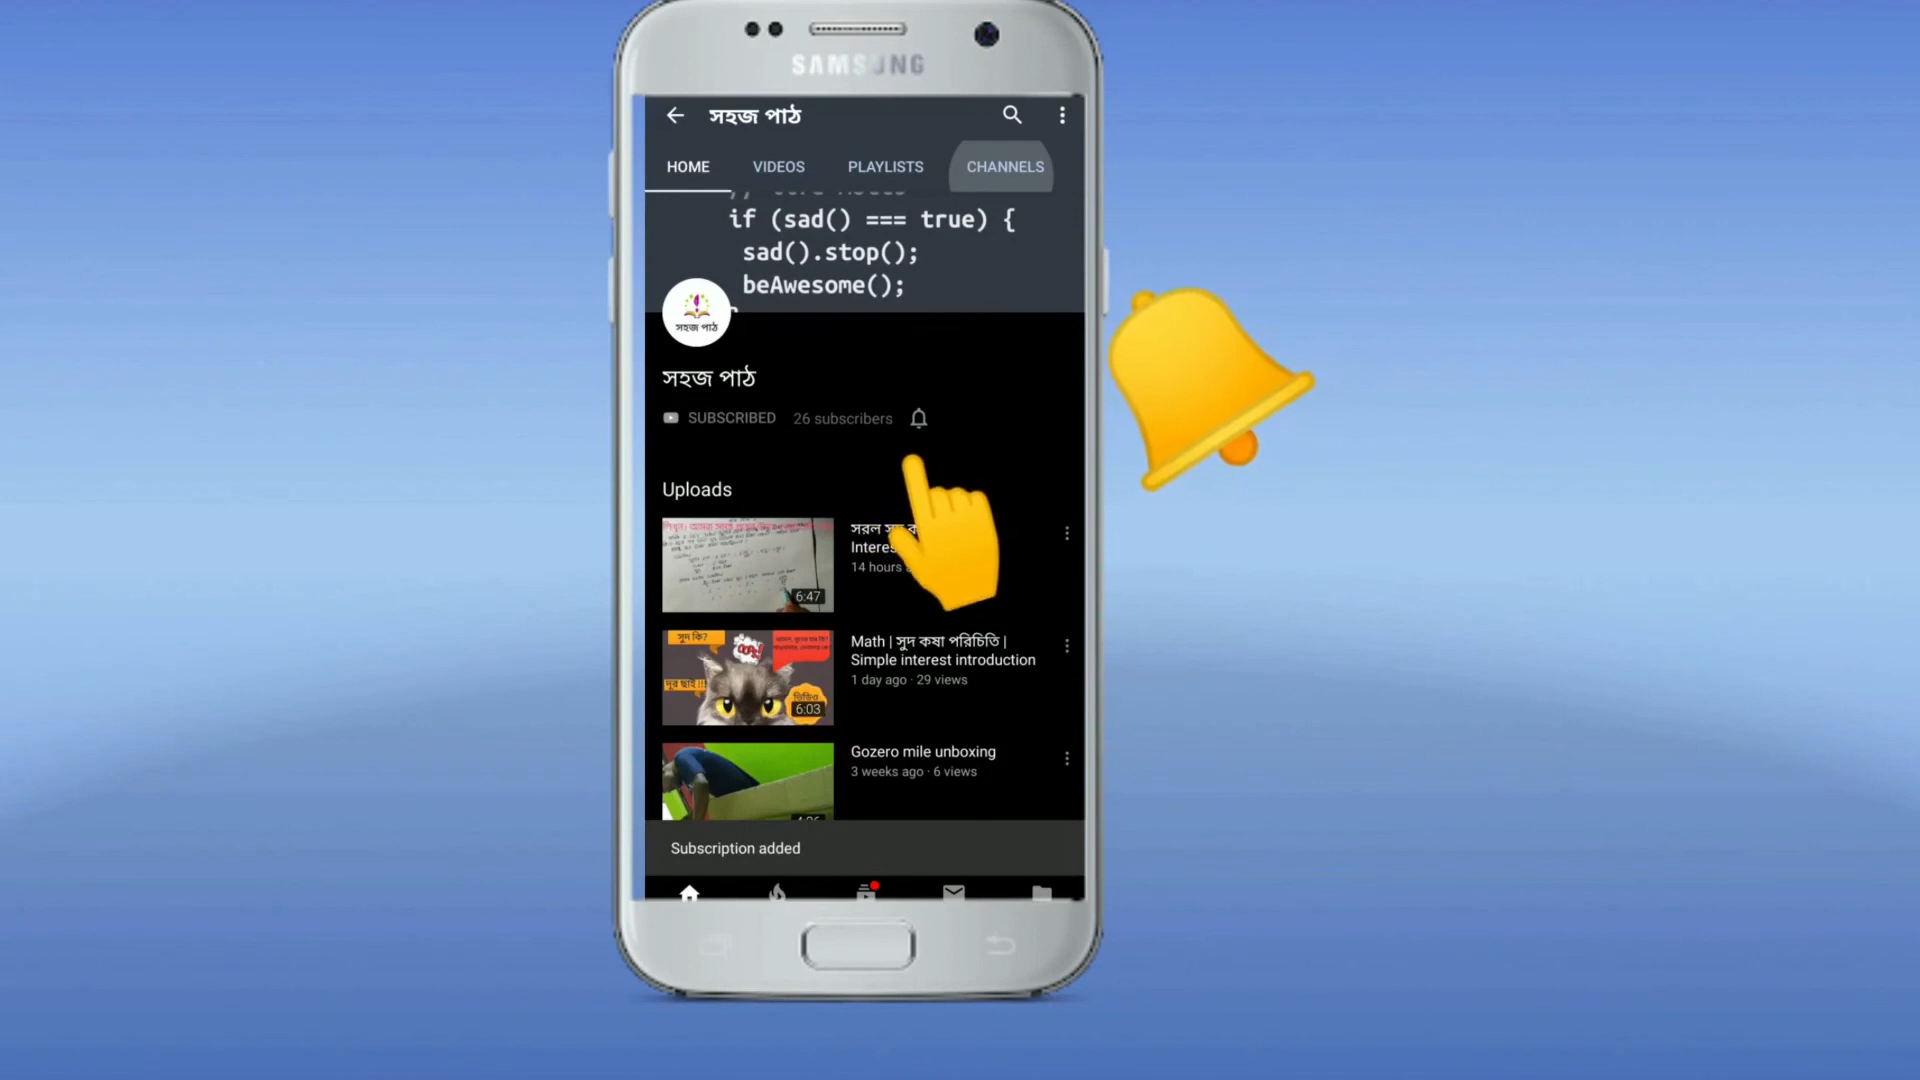 SAMSUNG
সহজ পাঠ
HOME VIDEOS PLAYLISTS CHANNELS
if (sad() === true) {
sad().stop();
beAwesome();
সহজ পাঠ
সহজ পাঠ
SUBSCRIBED 26 subscribers
Uploads
সরল
14 hours
6:47
সুদ কি?
দূর ছাই !!!
6:03
Math | সুদ কষা পরিচিতি |
Simple interest introduction
1 day ago · 29 views
Gozero mile unboxing
3 weeks ago · 6 views
Subscription added